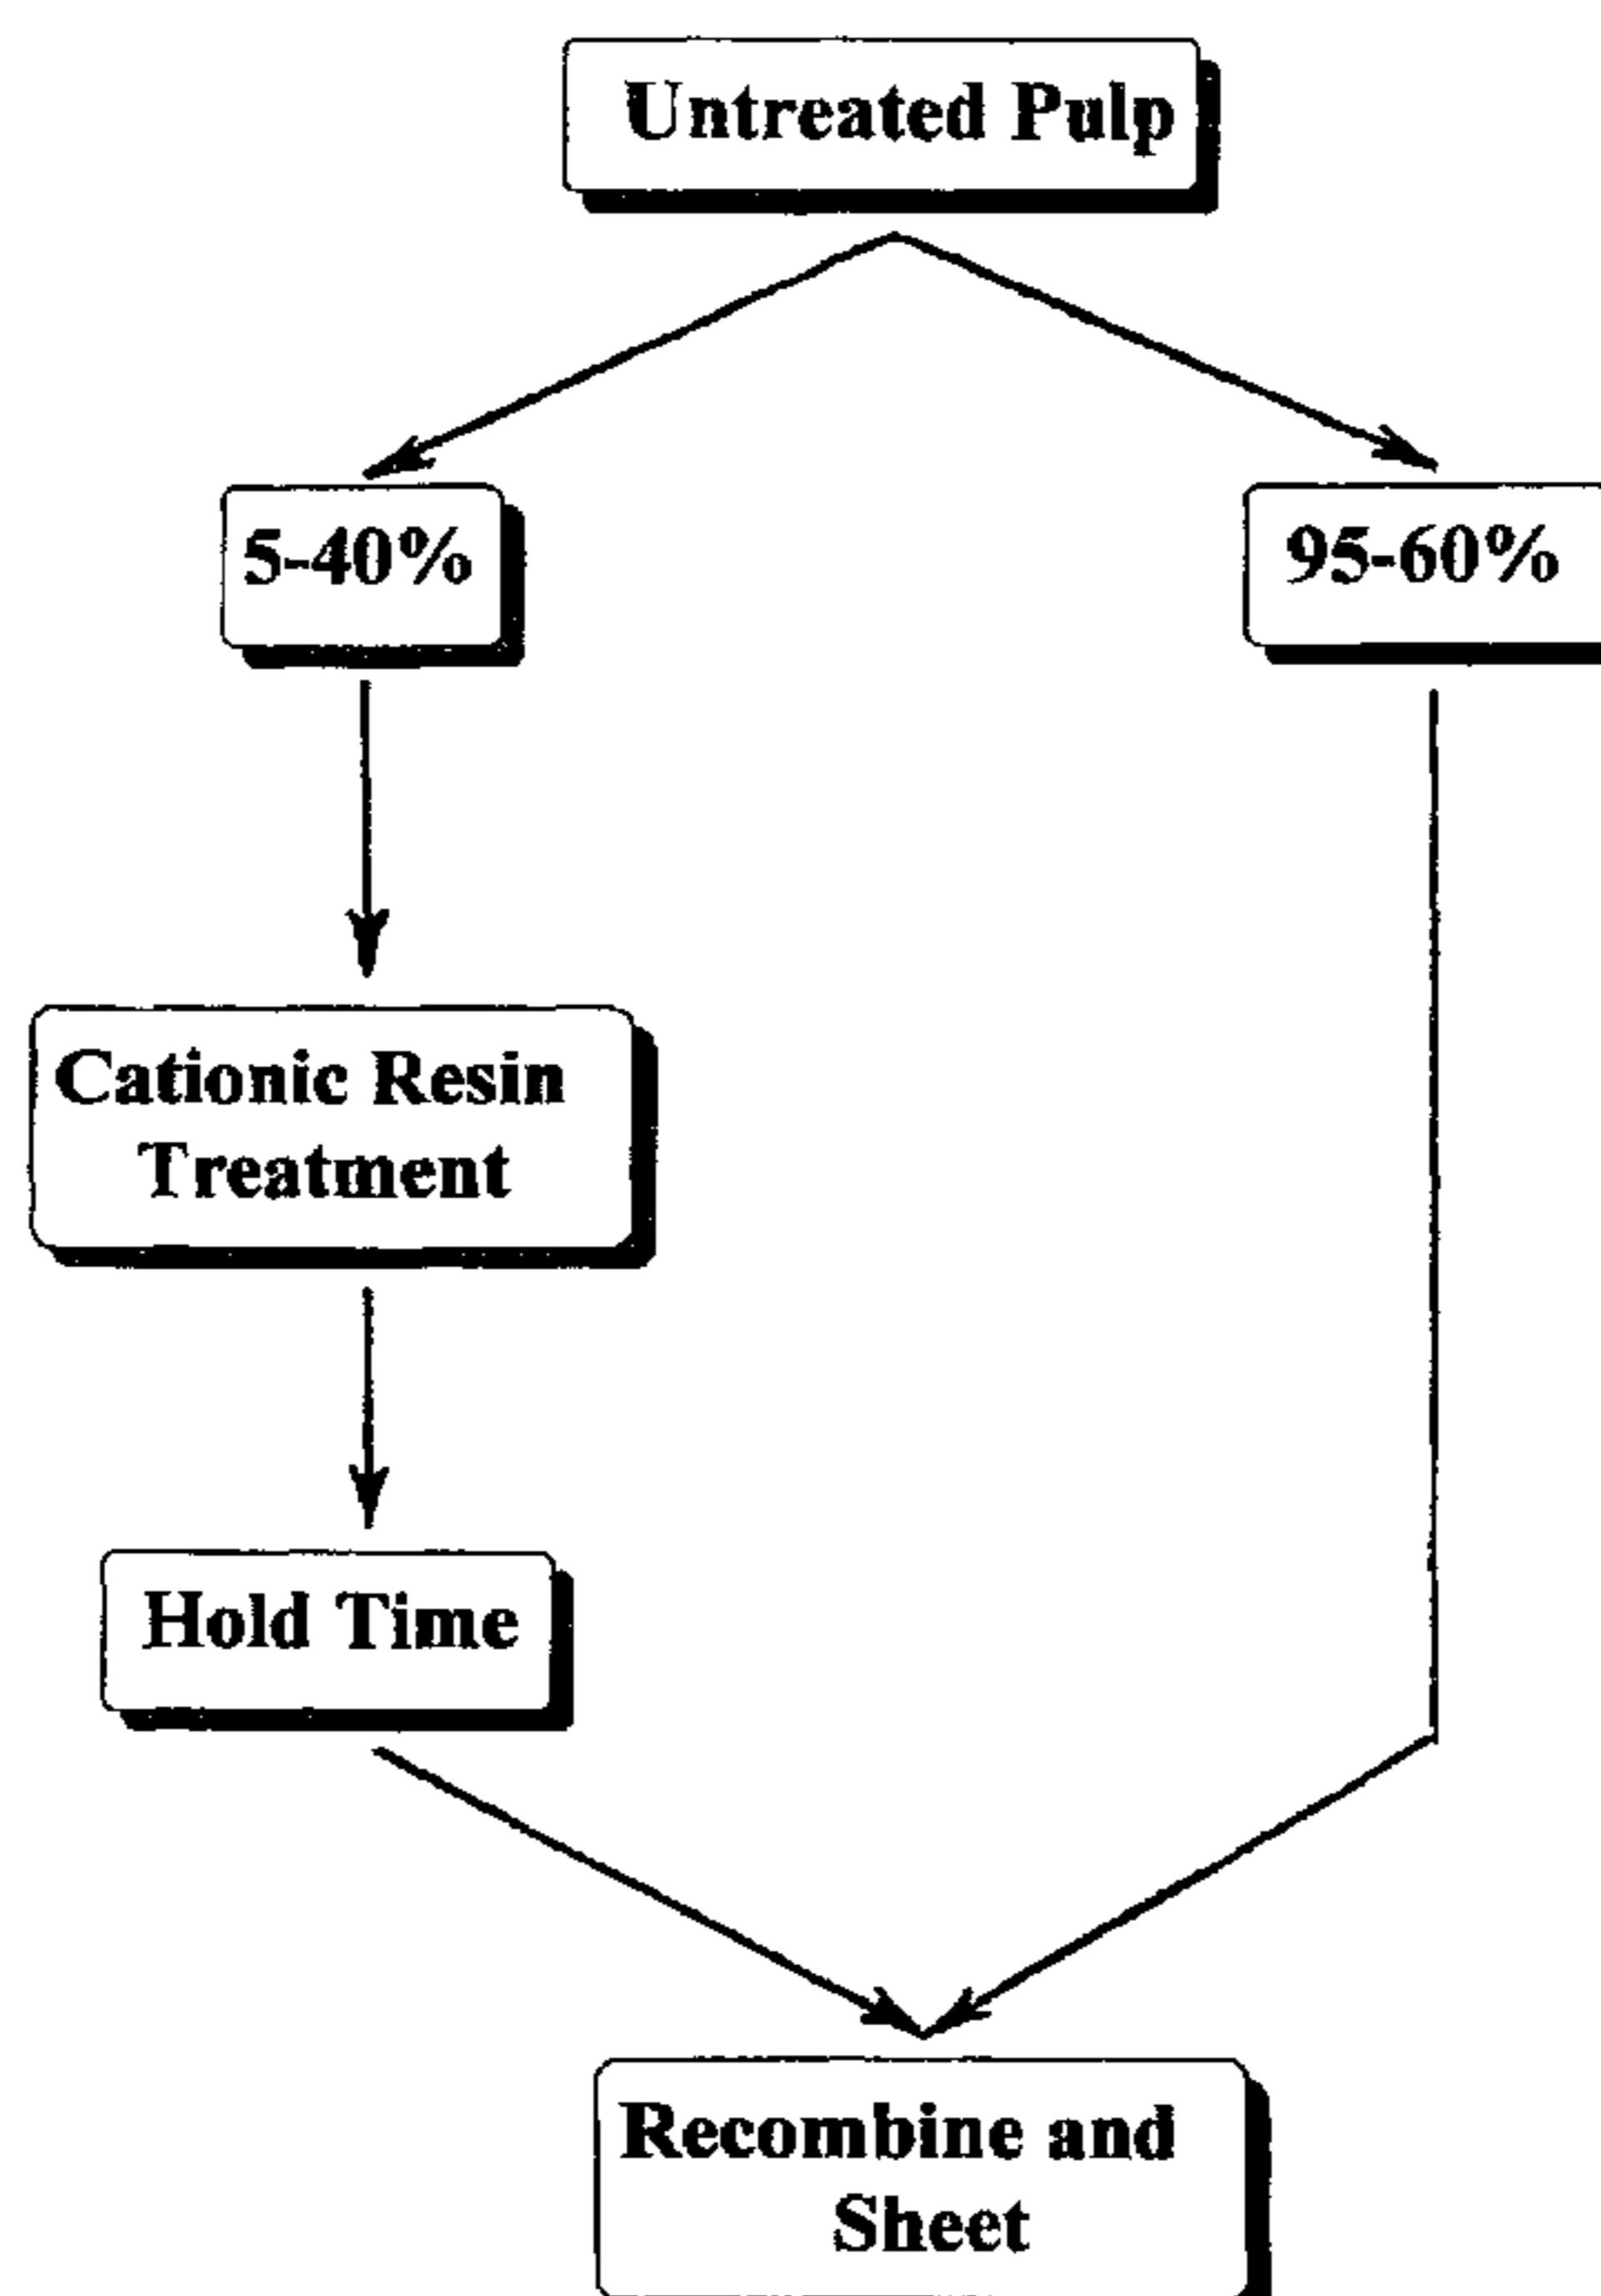 Untreated Pulp
5-40%
95-60%
Cationic Resin
Treatment
Hold Time
Recombine and
Sheet